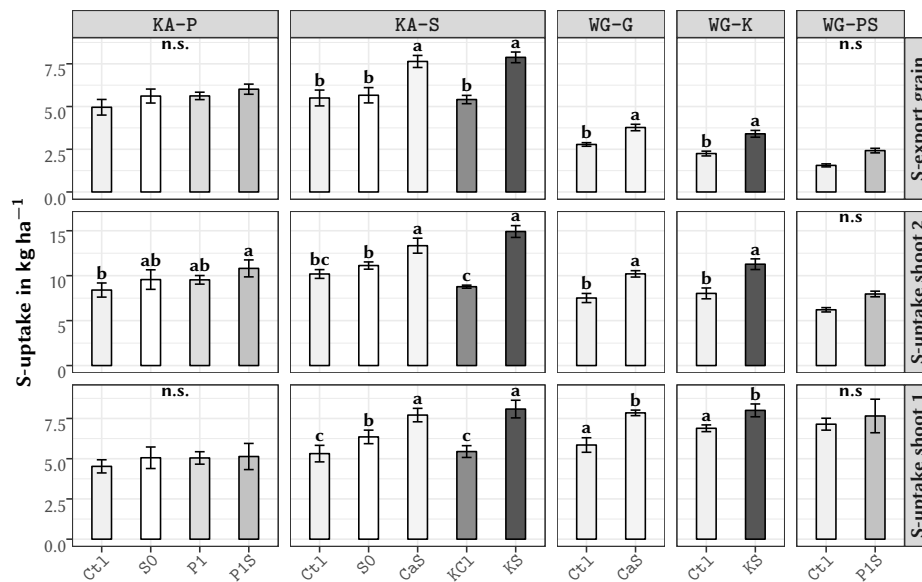 KA-P KA-S WG-G WG-K WG-PS
S-uptake in kg ha⁻¹
n.s. n.s
7.5
5.0
2.5
0.0
b b a b a b a b a
S-export grain
n.s
15
10
5
0
b ab ab a bc b a c a b a b a
S-uptake shoot 2
n.s. n.s
7.5
5.0
2.5
0.0
c b a c a a b a b
S-uptake shoot 1
Ctl S0 P1 P1S Ctl S0 CaS KCl KS Ctl CaS Ctl KS Ctl P1S